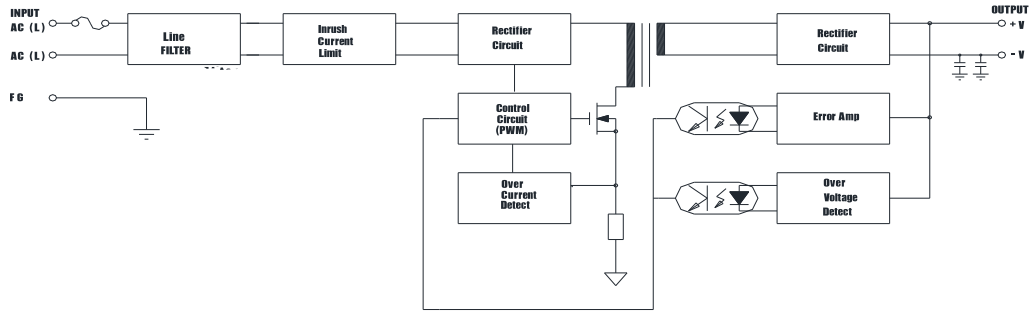 INPUT
AC (L)
AC (L)
FG
Line
FILTER
Inrush
Current
Limit
Rectifier
Circuit
Control
Circuit
(PWM)
Over
Current
Detect
Rectifier
Circuit
Error Amp
Over
Voltage
Detect
OUTPUT
+V
-V